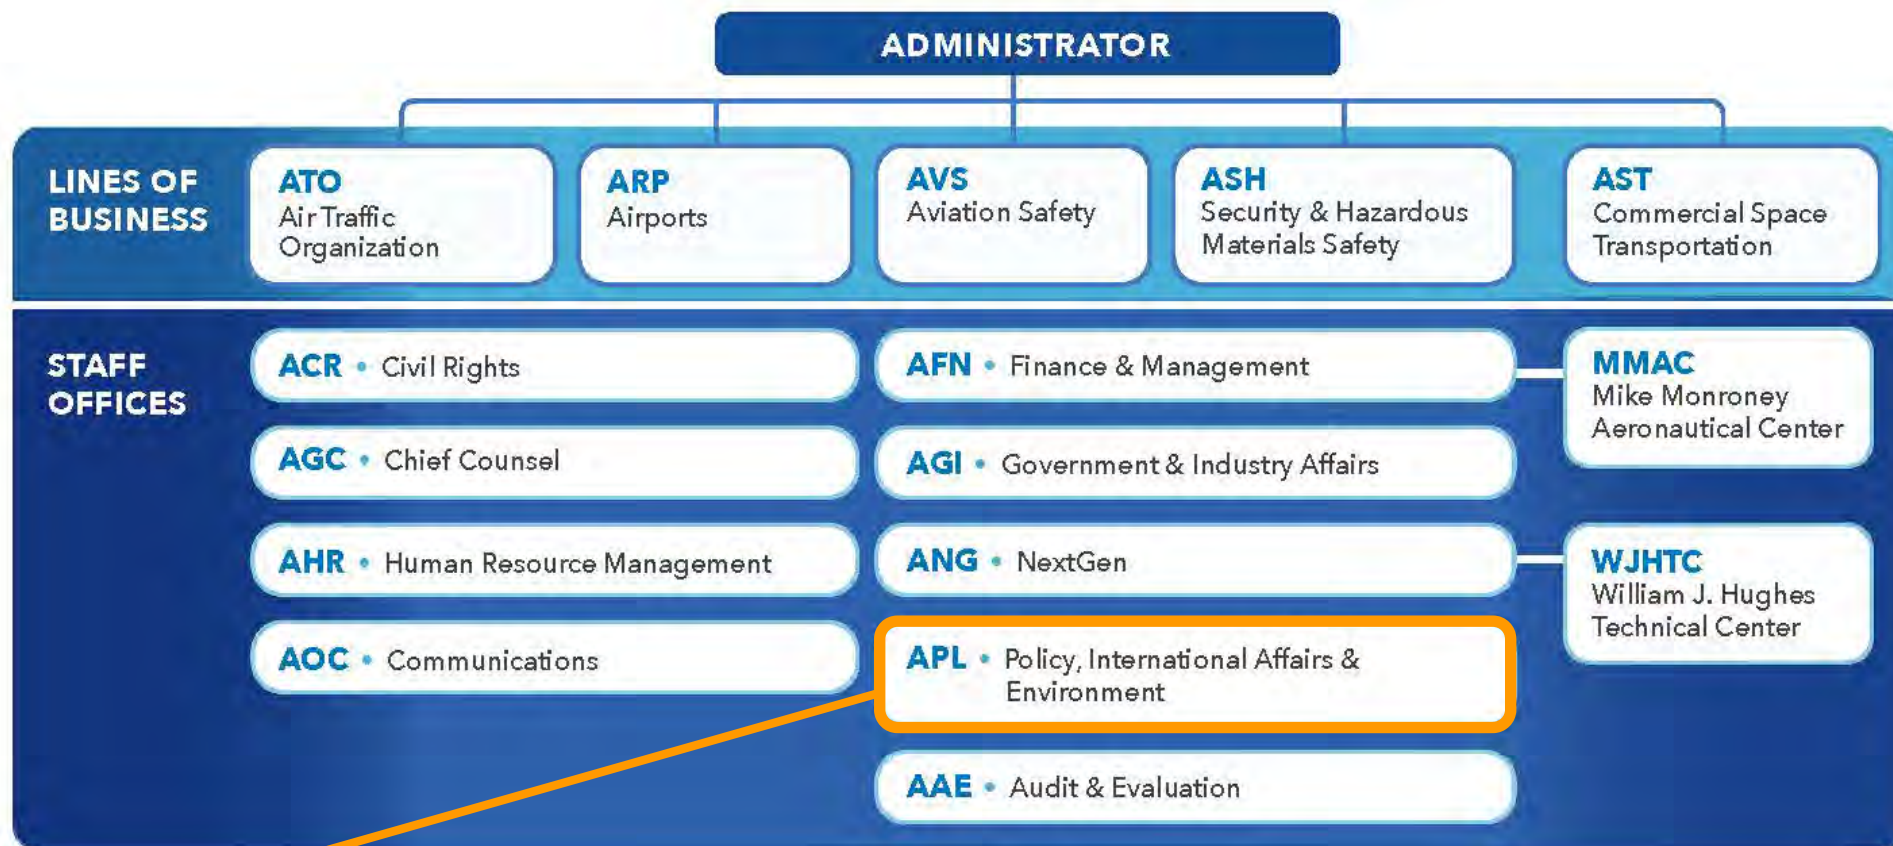 ADMINISTRATOR
LINES OF
BUSINESS
ATO
Air Traffic
Organization
ARP
Airports
AVS
Aviation Safety
ASH
Security & Hazardous
Materials Safety
AST
Commercial Space
Transportation
STAFF
OFFICES
ACR • Civil Rights
AGC • Chief Counsel
AHR • Human Resource Management
AOC • Communications
AFN • Finance & Management
AGI • Government & Industry Affairs
ANG • NextGen
APL • Policy, International Affairs &
Environment
AAE • Audit & Evaluation
MMAC
Mike Monroney
Aeronautical Center
WJHTC
William J. Hughes
Technical Center